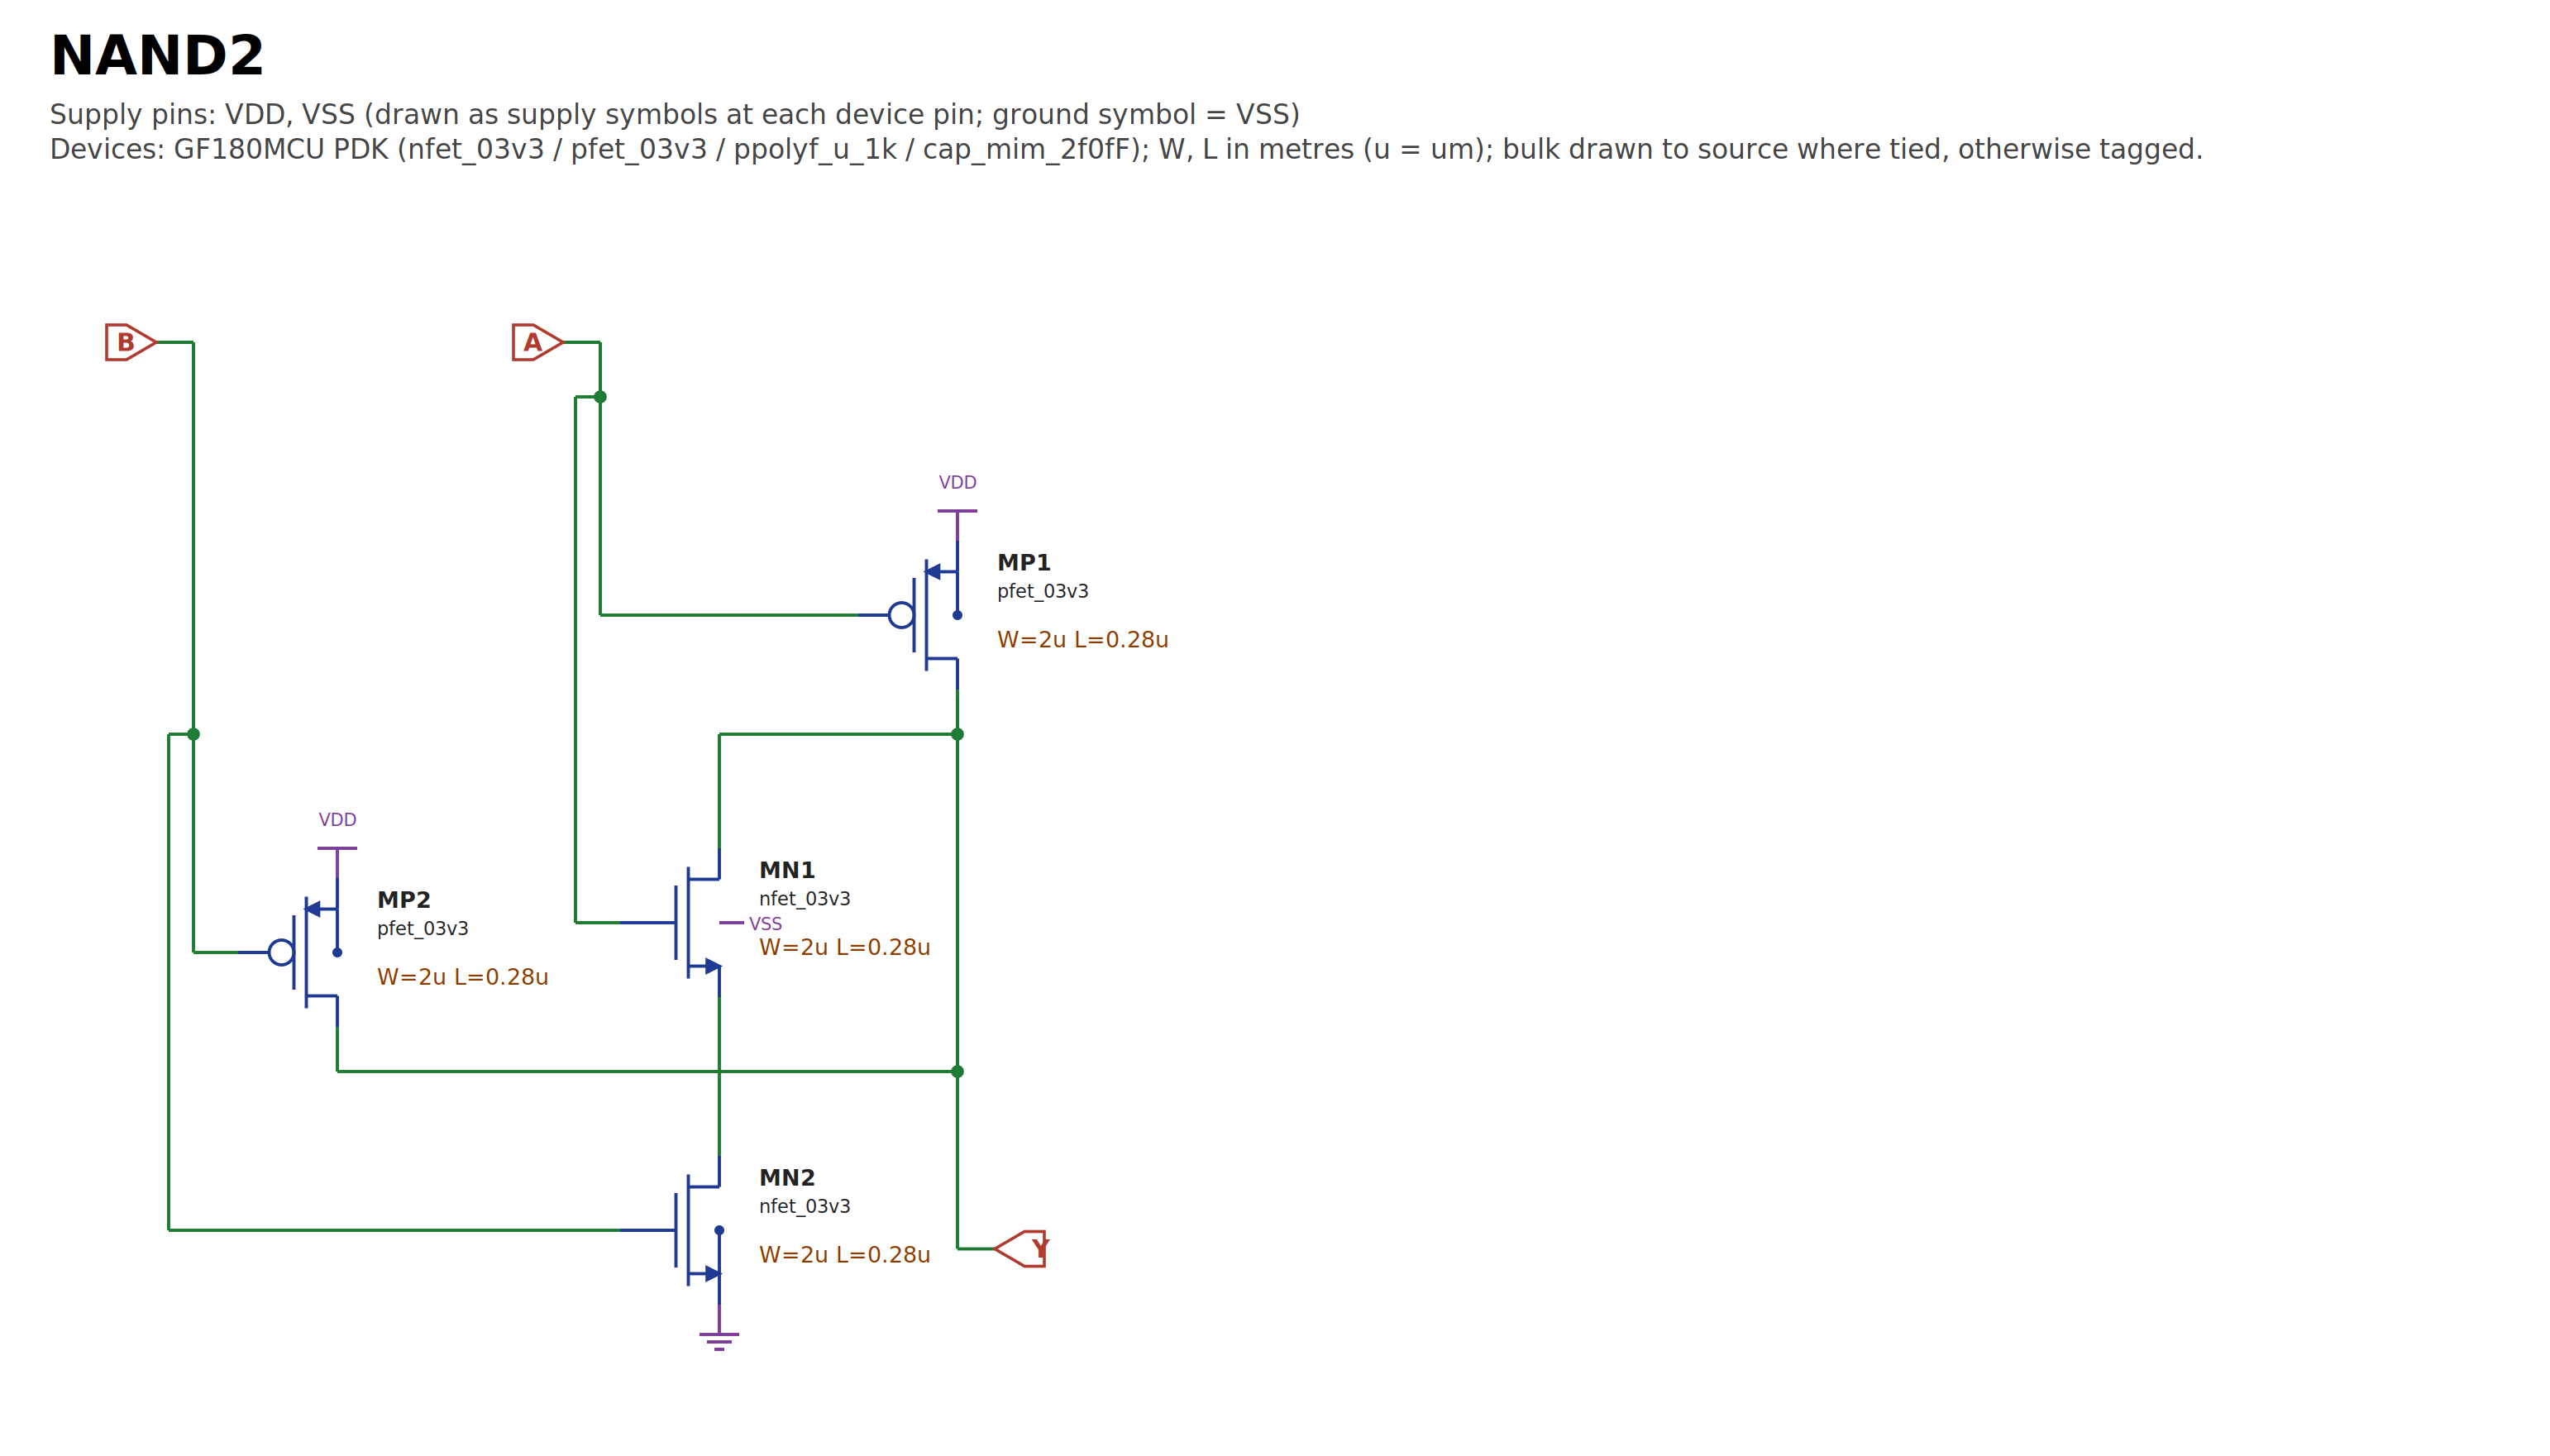 NAND2
Supply pins: VDD, VSS (drawn as supply symbols at each device pin; ground symbol = VSS)
Devices: GF180MCU PDK (nfet_03v3 / pfet_03v3 / ppolyf_u_1k / cap_mim_2f0fF); W, L in metres (u = um); bulk drawn to source where tied, otherwise tagged.
B
A
VDD
MP1
pfet_03v3
W=2u L=0.28u
VDD
MP2
pfet_03v3
W=2u L=0.28u
MN1
nfet_03v3
VSS
W=2u L=0.28u
MN2
nfet_03v3
W=2u L=0.28u
Y